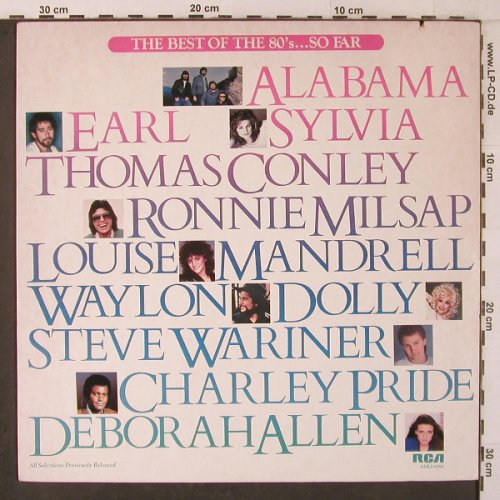 30 cm
20 cm
10 cm
THE BEST OF THE 80's...SO FAR
ALABAMA
EARL SYLVIA
THOMAS CONLEY
RONNIE MILSAP
LOUISE MANDRELL
WAYLON DOLLY
STEVE WARINER
CHARLEY PRIDE
DEBORAH ALLEN
All Selections Previously Released
RCA
www.LP-CD.de
10 cm
20 cm
30 cm